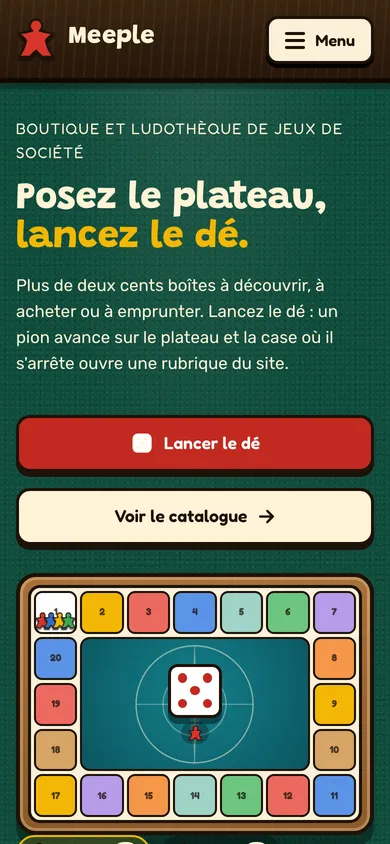 Meeple
Menu
BOUTIQUE ET LUDOTHÈQUE DE JEUX DE
SOCIÉTÉ
Posez le plateau,
lancez le dé.
Plus de deux cents boîtes à découvrir, à
acheter ou à emprunter. Lancez le dé : un
pion avance sur le plateau et la case où il
s'arrête ouvre une rubrique du site.
Lancer le dé
Voir le catalogue
2 3 4 5 6 7
20 8
19 9
18 10
17 16 15 14 13 12 11